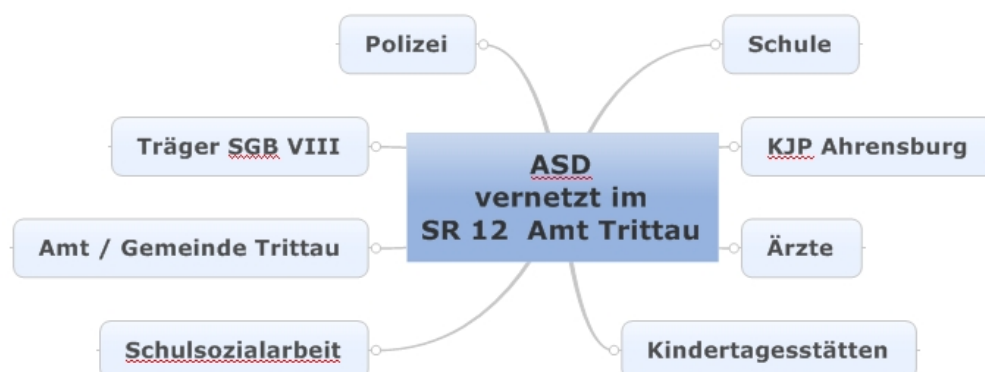 Polizei
Schule
Träger SGB VIII
KJP Ahrensburg
ASD
vernetzt im
SR 12 Amt Trittau
Amt / Gemeinde Trittau
Ärzte
Schulsozialarbeit
Kindertagesstätten